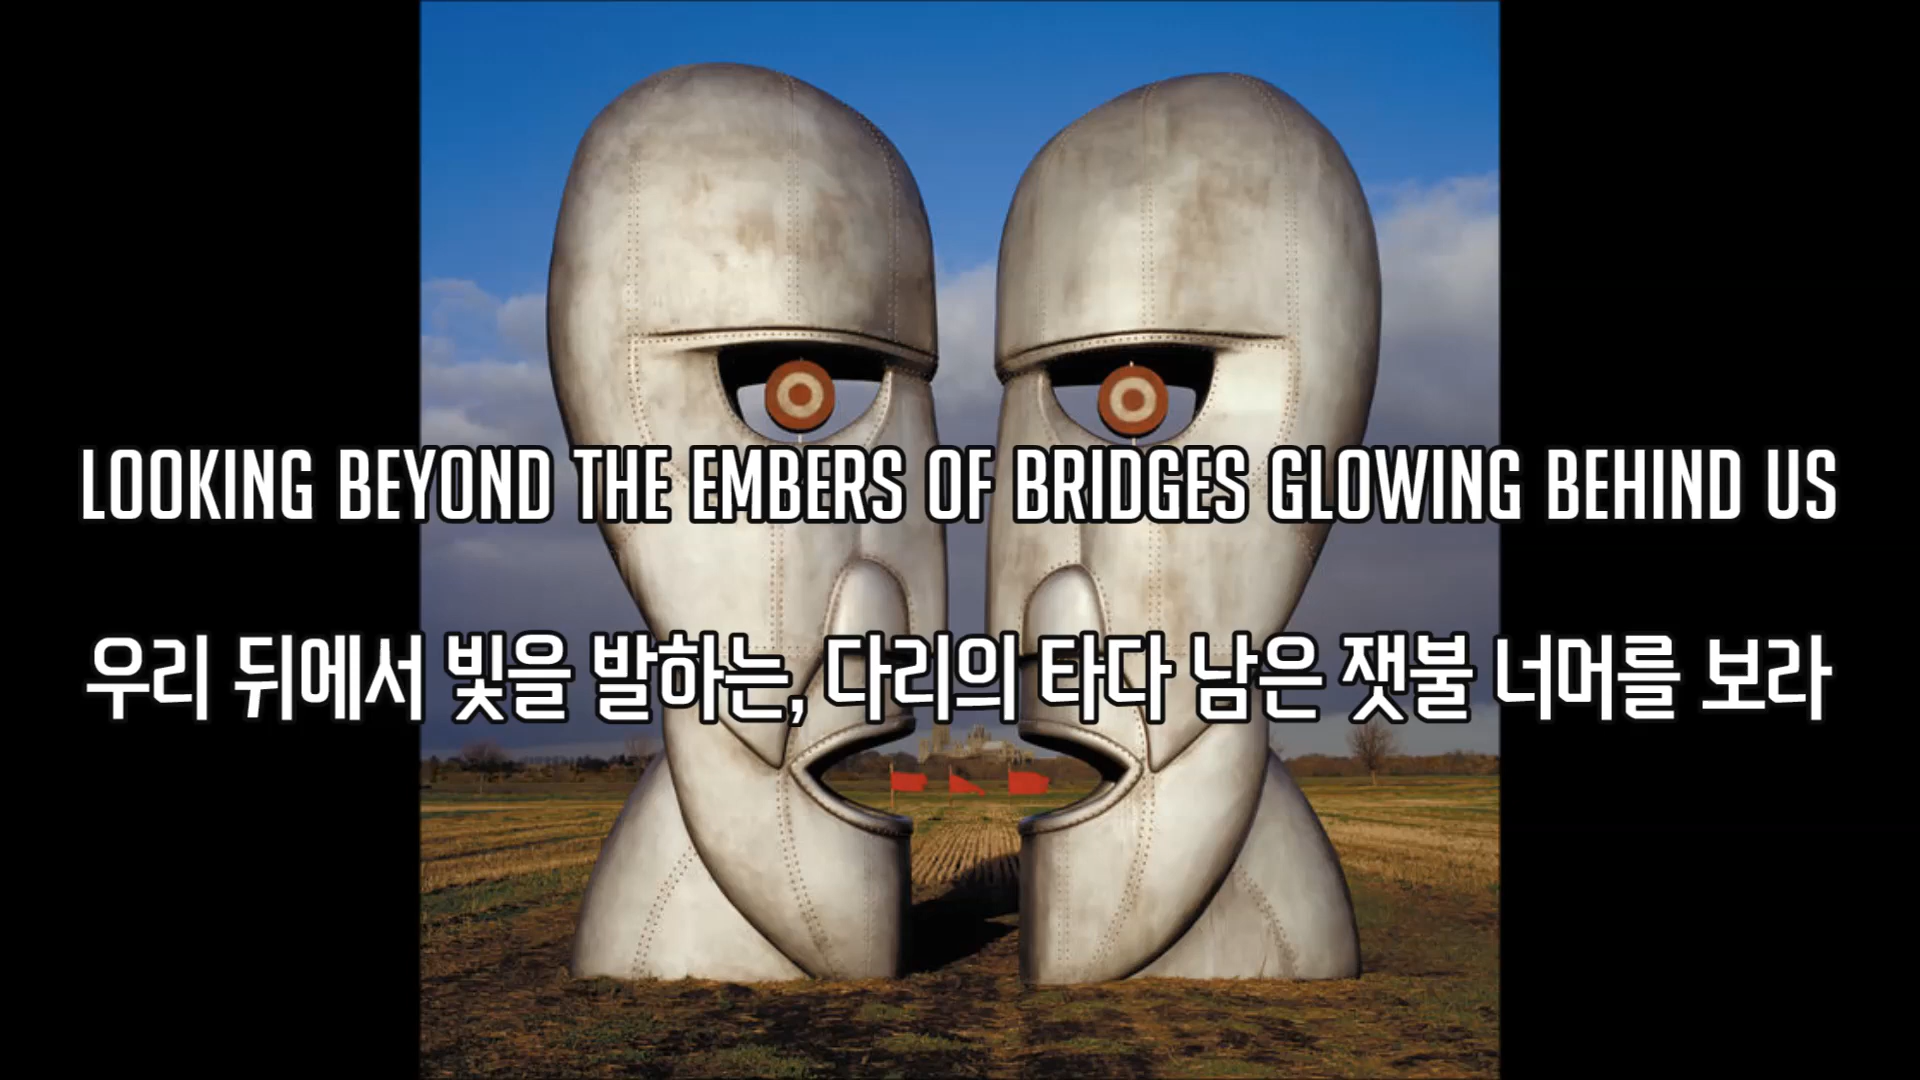 LOOKING BEYOND THE EMBERS OF BRIDGES GLOWING BEHIND US
우리 뒤에서 빛을 발하는, 다리의 타다 남은 잿불 너머를 보라